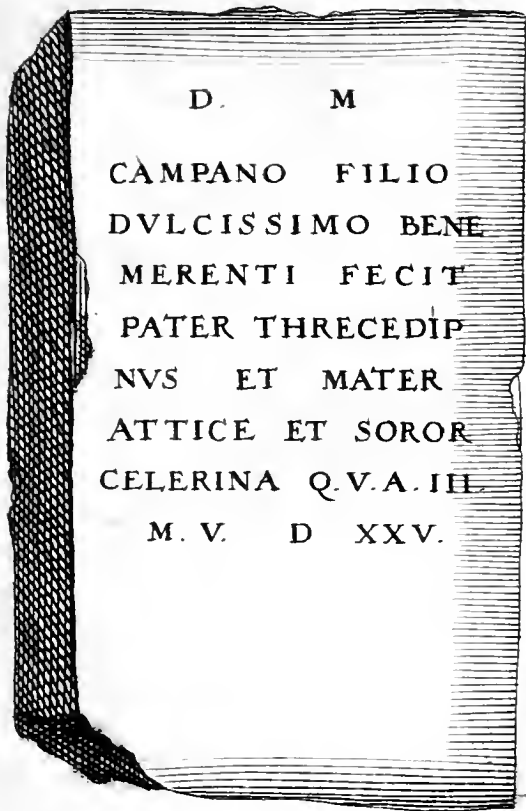 D. M
CAMPANO FILIO
DVLCISSIMO BENE
MERENTI FECIT
PATER THRECEDIP
NVS ET MATER
ATTICE ET SOROR
CELERINA Q.V.A.III.
M.V. D XXV.